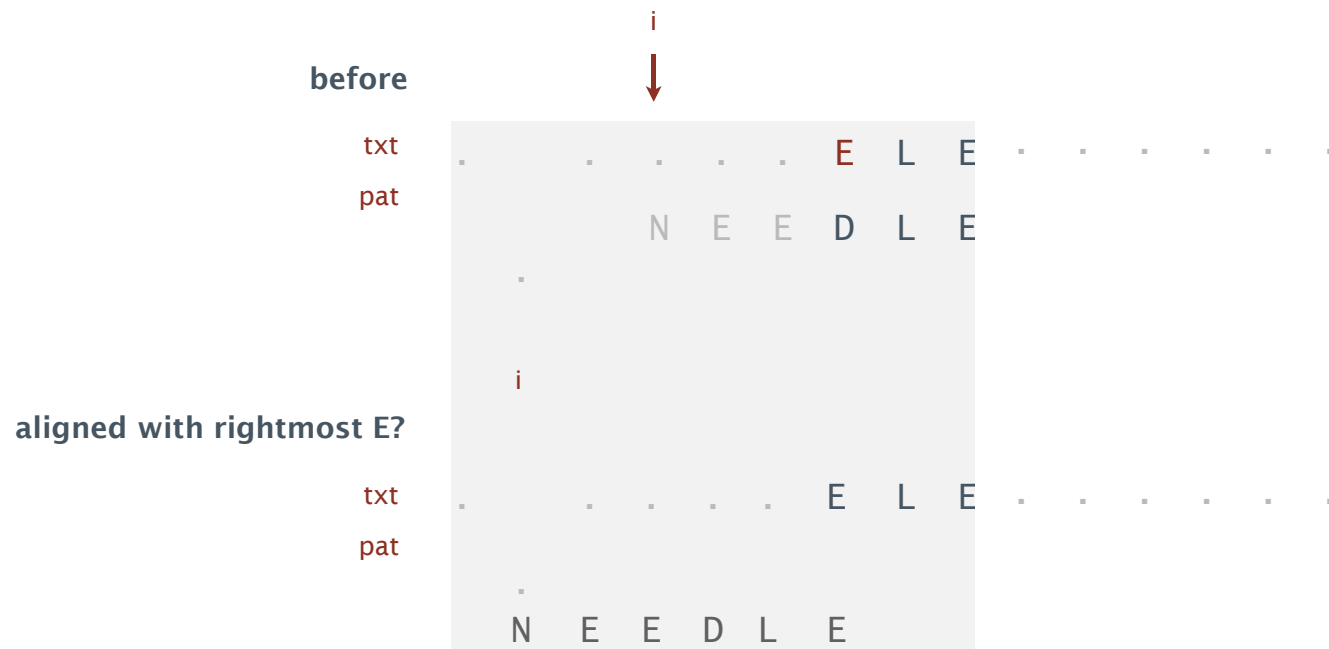 i
before
txt . . . . . E L E . . . . . .
pat
N E E D L E
.
i
aligned with rightmost E?
txt . . . . . E L E . . . . . .
pat
.
N E E D L E